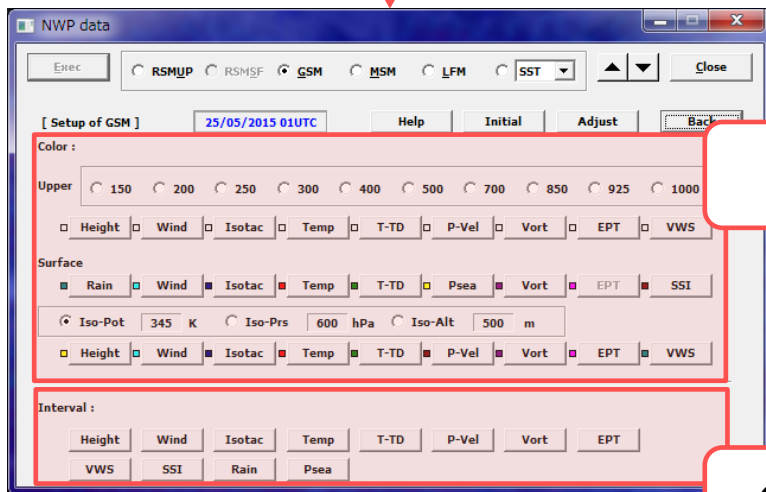 NWP data
Exec RSMUP RSMSF GSM MSM LFM SST Close
[ Setup of GSM ] 25/05/2015 01UTC Help Initial Adjust Back
Color :
Upper 150 200 250 300 400 500 700 850 925 1000
Height Wind Isotac Temp T-TD P-Vel Vort EPT VWS
Surface
Rain Wind Isotac Temp T-TD Psea Vort EPT SSI
Iso-Pot 345 K Iso-Prs 600 hPa Iso-Alt 500 m
Height Wind Isotac Temp T-TD P-Vel Vort EPT VWS
Interval :
Height Wind Isotac Temp T-TD P-Vel Vort EPT
VWS SSI Rain Psea